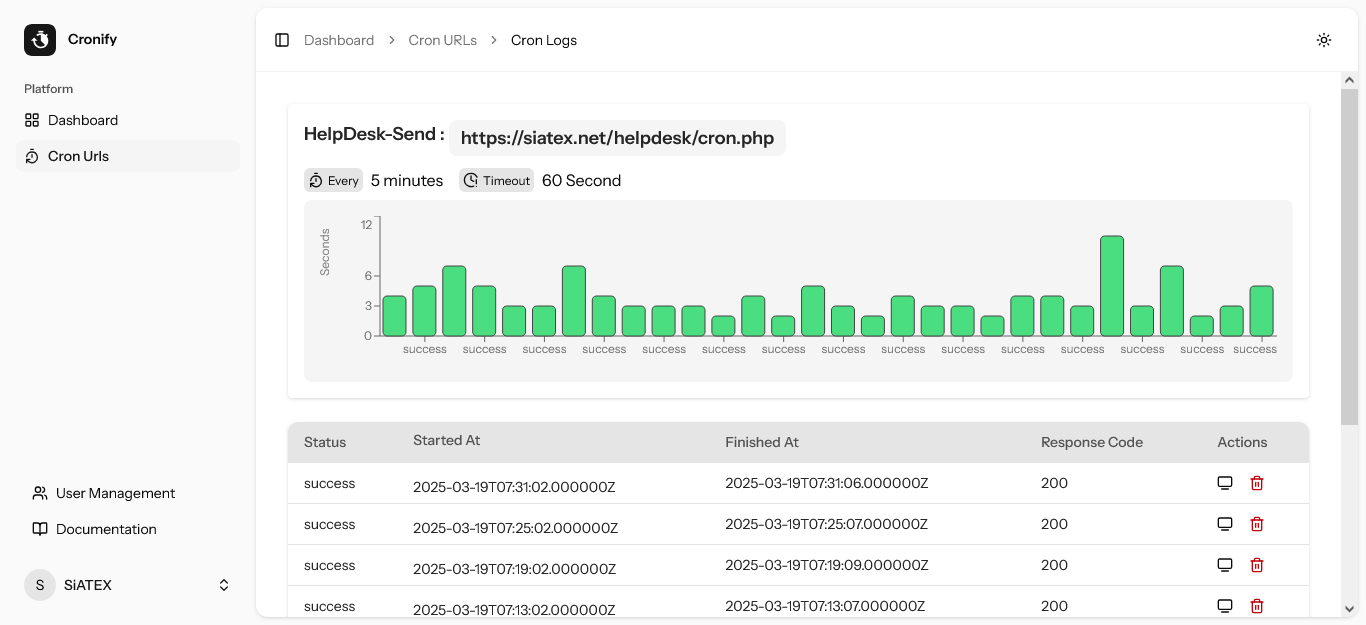 Cronify
Dashboard > Cron URLs > Cron Logs
Platform
Dashboard
Cron Urls
HelpDesk-Send : https://siatex.net/helpdesk/cron.php
Every 5 minutes Timeout 60 Second
Seconds
12
6
3
0
success success success success success success success success success success success success success success success
Status Started At Finished At Response Code Actions
success 2025-03-19T07:31:02.000000Z 2025-03-19T07:31:06.000000Z 200
success 2025-03-19T07:25:02.000000Z 2025-03-19T07:25:07.000000Z 200
success 2025-03-19T07:19:02.000000Z 2025-03-19T07:19:09.000000Z 200
success 2025-03-19T07:13:02.000000Z 2025-03-19T07:13:07.000000Z 200
User Management
Documentation
S SiATEX